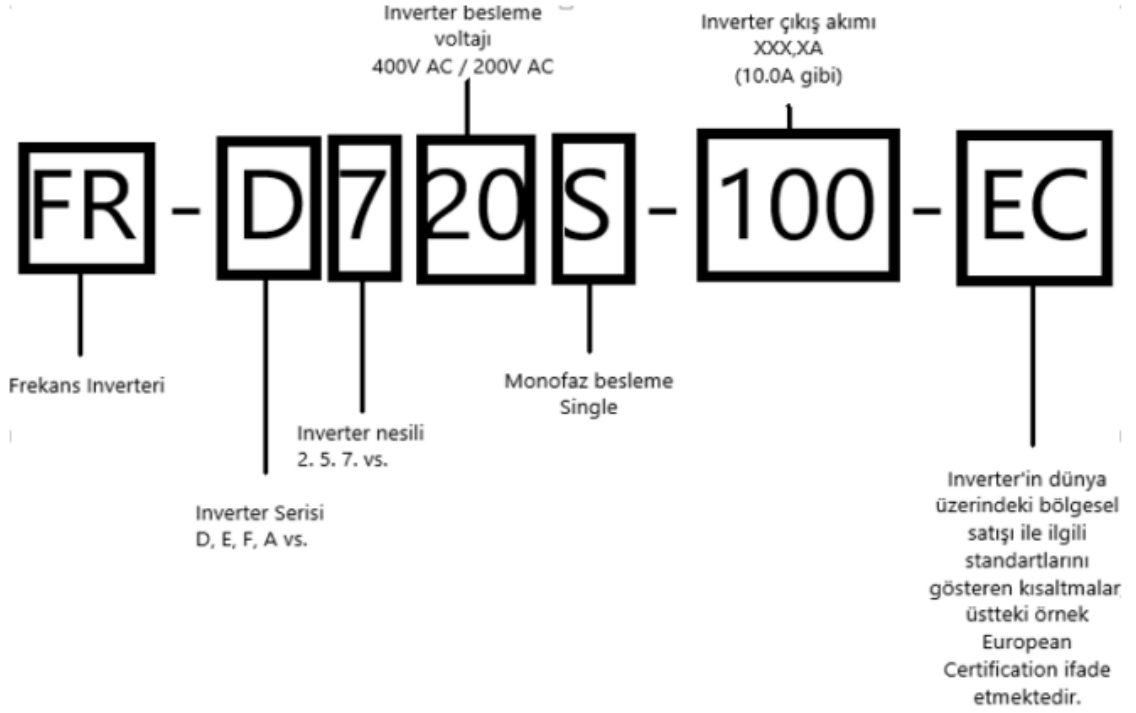 Inverter besleme
voltajı
400V AC / 200V AC
Inverter çıkış akımı
XXX,XA
(10.0A gibi)
FR - D 7 20 S - 100 - EC
Frekans Inverteri
Inverter Serisi
D, E, F, A vs.
Inverter nesili
2. 5. 7. vs.
Monofaz besleme
Single
Inverter'in dünya
üzerindeki bölgesel
satışı ile ilgili
standartlarını
gösteren kısaltmalar,
üstteki örnek
European
Certification ifade
etmektedir.